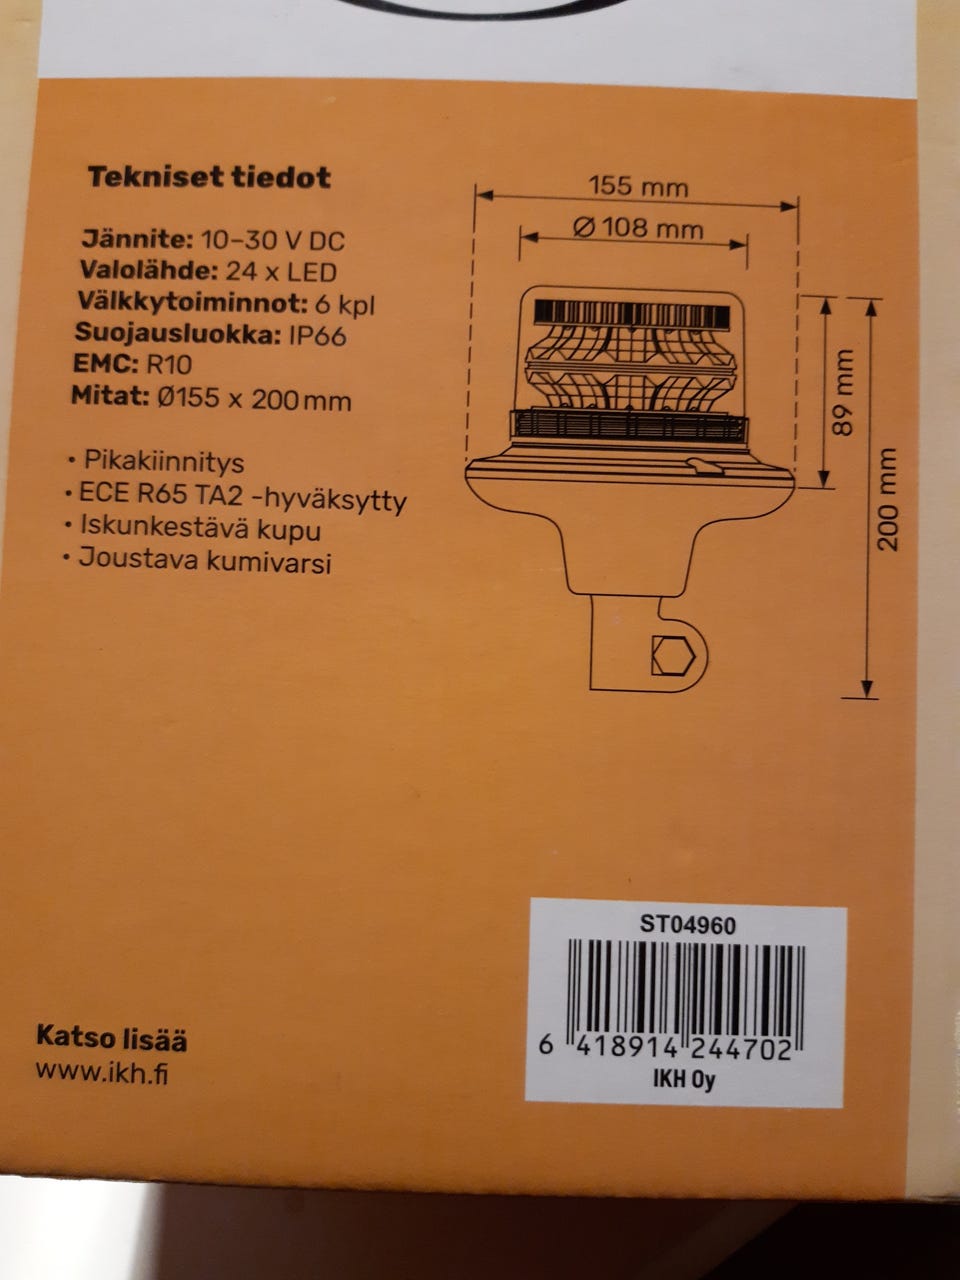 Tekniset tiedot
Jännite: 10-30 V DC
Valolähde: 24 x LED
Välkkytoiminnot: 6 kpl
Suojausluokka: IP66
EMC: R10
Mitat: Ø155 x 200 mm
• Pikakiinnitys
• ECE R65 TA2 -hyväksytty
• Iskunkestävä kupu
• Joustava kumivarsi
155 mm
Ø 108 mm
89 mm
200 mm
ST04960
6 418914 244702
IKH Oy
Katso lisää
www.ikh.fi